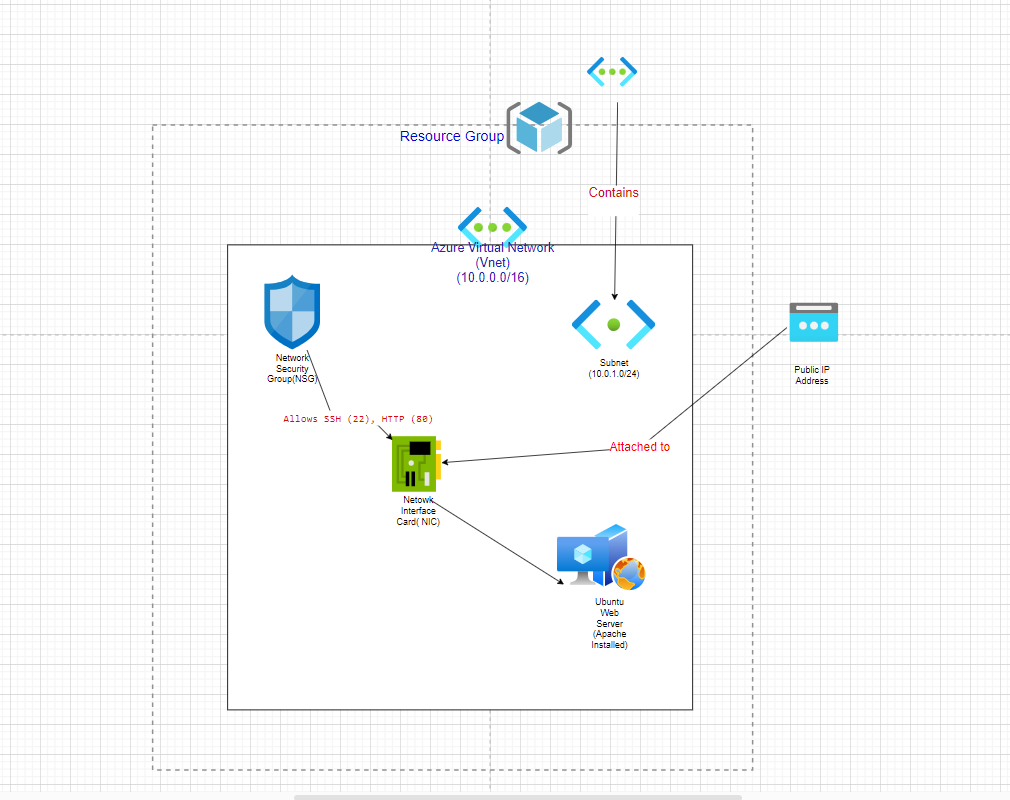 Resource Group
Contains
Azure Virtual Network
(Vnet)
(10.0.0.0/16)
Network
Security
Group(NSG)
Subnet
(10.0.1.0/24)
Public IP
Address
Allows SSH (22), HTTP (80)
Attached to
Netowk
Interface
Card( NIC)
Ubuntu
Web
Server
(Apache
Installed)